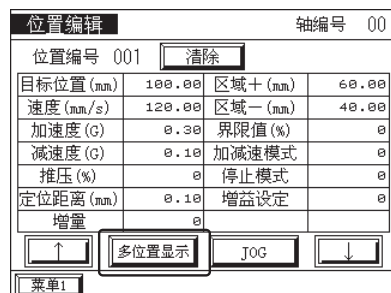 位置编辑 轴编号 00
位置编号 001 清除
目标位置(mm) 100.00 区域＋(mm) 60.00
速度(mm/s) 120.00 区域－(mm) 40.00
加速度(G) 0.30 界限值(%) 0
减速度(G) 0.10 加减速模式 0
推压(%) 0 停止模式 0
定位距离(mm) 0.10 增益设定 0
增量 0
↑ 多位置显示 JOG ↓
菜单1